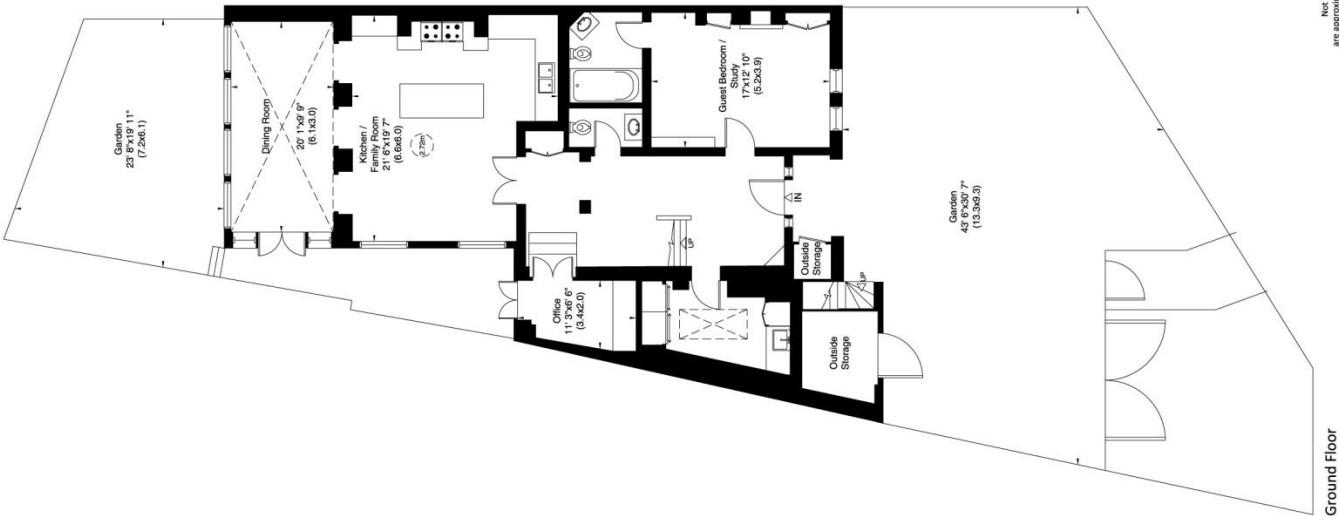 Garden
23' 8"x19' 11"
(7.2x6.1)
Dining Room
20' 1"x9' 9"
(6.1x3.0)
Kitchen /
Family Room
21' 6"x19' 7"
(6.6x6.0)
2.72m
Guest Bedroom /
Study
17'x12' 10"
(5.2x3.9)
Office
11' 3"x6' 6"
(3.4x2.0)
UP
IN
Outside
Storage
UP
Outside
Storage
Garden
43' 6"x30' 7"
(13.3x9.3)
Ground Floor
Not
are approxi